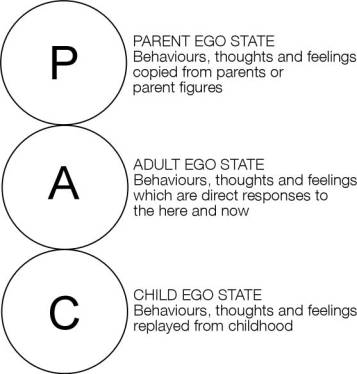 P
PARENT EGO STATE
Behaviours, thoughts and feelings
copied from parents or
parent figures
A
ADULT EGO STATE
Behaviours, thoughts and feelings
which are direct responses to
the here and now
C
CHILD EGO STATE
Behaviours, thoughts and feelings
replayed from childhood